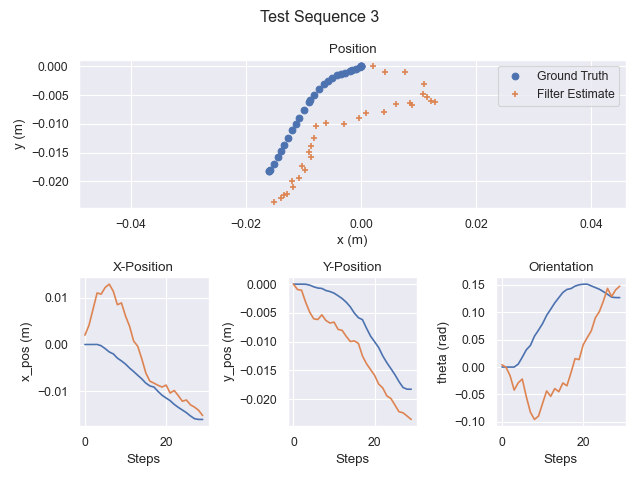 Test Sequence 3
Position
0.000
−0.005
−0.010
−0.015
−0.020
y (m)
Ground Truth
Filter Estimate
−0.04
−0.02
0.00
0.02
0.04
x (m)
X-Position
0.01
0.00
−0.01
x_pos (m)
0
20
Steps
Y-Position
0.000
−0.005
−0.010
−0.015
−0.020
y_pos (m)
0
20
Steps
Orientation
0.15
0.10
0.05
0.00
−0.05
−0.10
theta (rad)
0
20
Steps